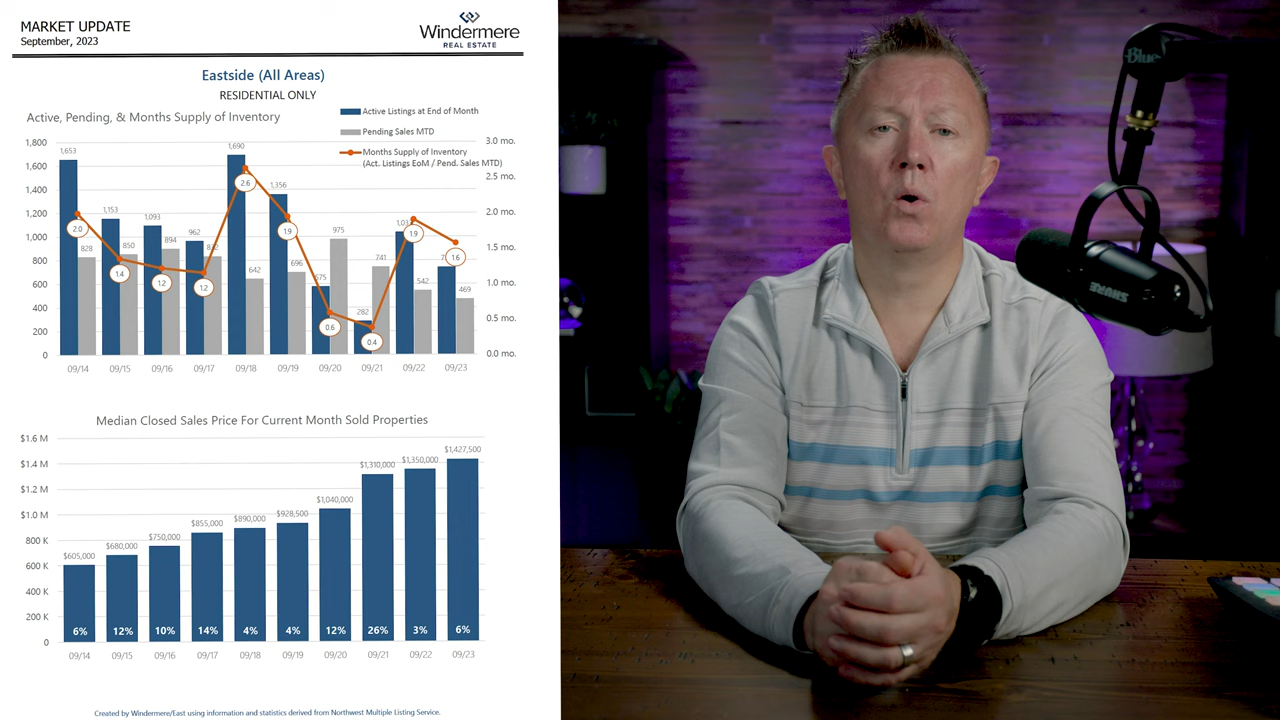 MARKET UPDATE
September, 2023
Windermere
REAL ESTATE
Eastside (All Areas)
RESIDENTIAL ONLY
Active, Pending, & Months Supply of Inventory
Active Listings at End of Month
Pending Sales MTD
Months Supply of Inventory
(Act. Listings EoM / Pend. Sales MTD)
1,800
1,600
1,400
1,200
1,000
800
600
400
200
0
3.0 mo.
2.5 mo.
2.0 mo.
1.5 mo.
1.0 mo.
0.5 mo.
0.0 mo.
1,653 1,153 1,093 962 1,690 1,356 575 282
828 850 894 832 642 696 975 741 542 469
2.0 1.4 1.2 1.2 2.6 1.9 0.6 0.4 1.9 1.6
09/14 09/15 09/16 09/17 09/18 09/19 09/20 09/21 09/22 09/23
Median Closed Sales Price For Current Month Sold Properties
$1.6 M
$1.4 M
$1.2 M
$1.0 M
800 K
600 K
400 K
200 K
0
$605,000 $680,000 $750,000 $855,000 $890,000 $928,500 $1,040,000 $1,310,000 $1,350,000 $1,427,500
6% 12% 10% 14% 4% 4% 12% 26% 3% 6%
09/14 09/15 09/16 09/17 09/18 09/19 09/20 09/21 09/22 09/23
Created by Windermere/East using information and statistics derived from Northwest Multiple Listing Service.
Blue
SHURE